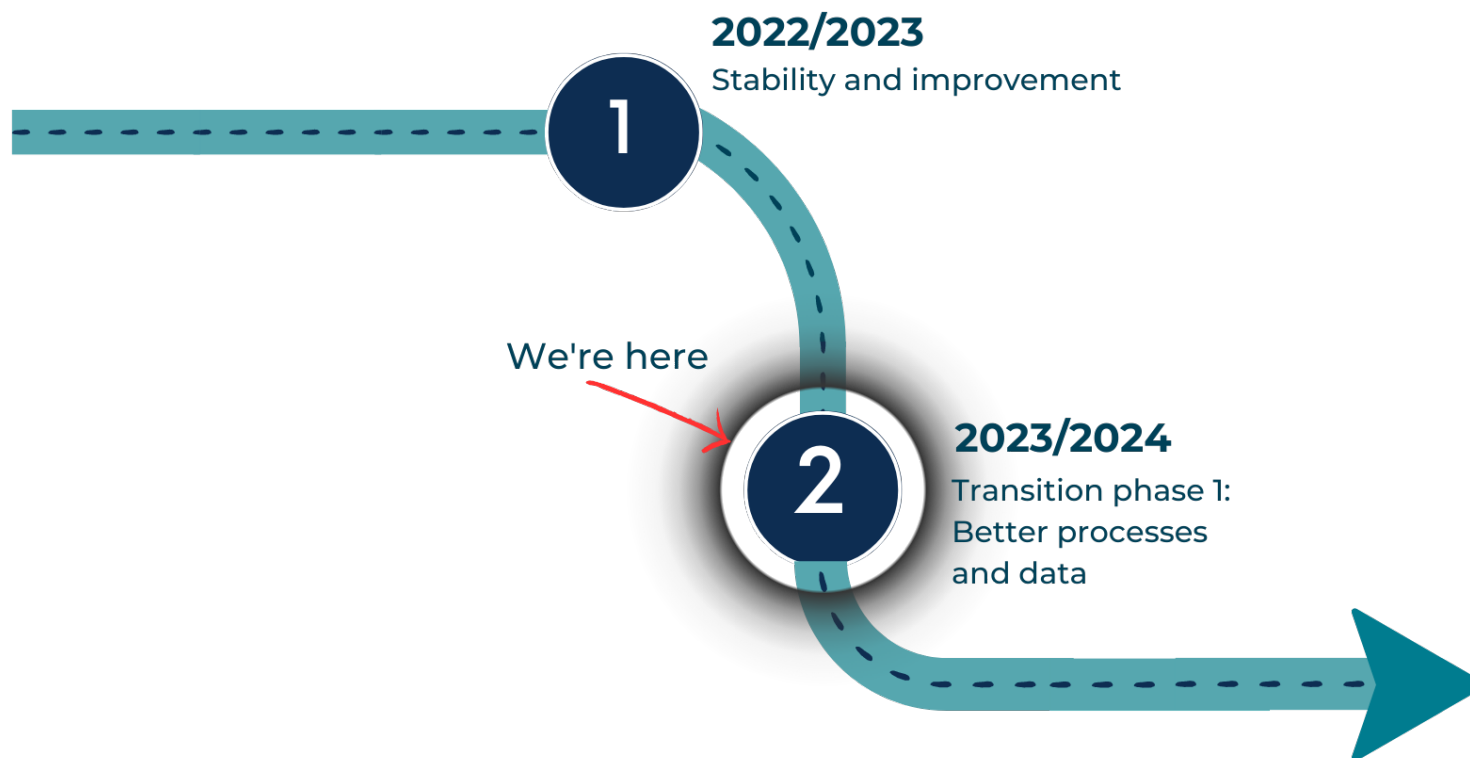 2022/2023
Stability and improvement
1
We're here
2
2023/2024
Transition phase 1:
Better processes
and data